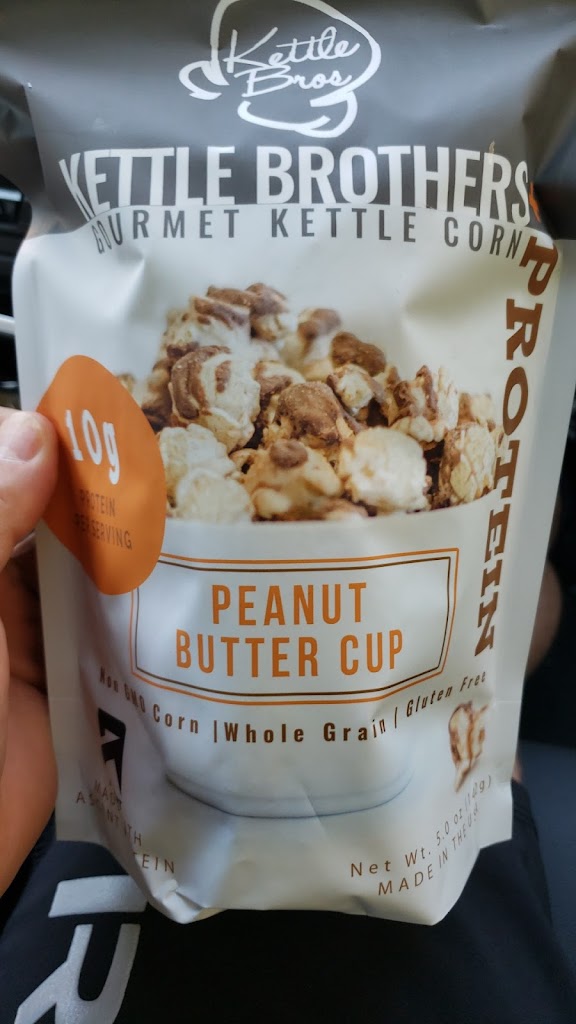 Kettle
Bros
KETTLE BROTHERS
GOURMET KETTLE CORN
PROTEIN
10g
PROTEIN
PER SERVING
PEANUT
BUTTER CUP
Non GMO Corn | Whole Grain | Gluten Free
Net Wt. 5.0 oz
MADE IN THE